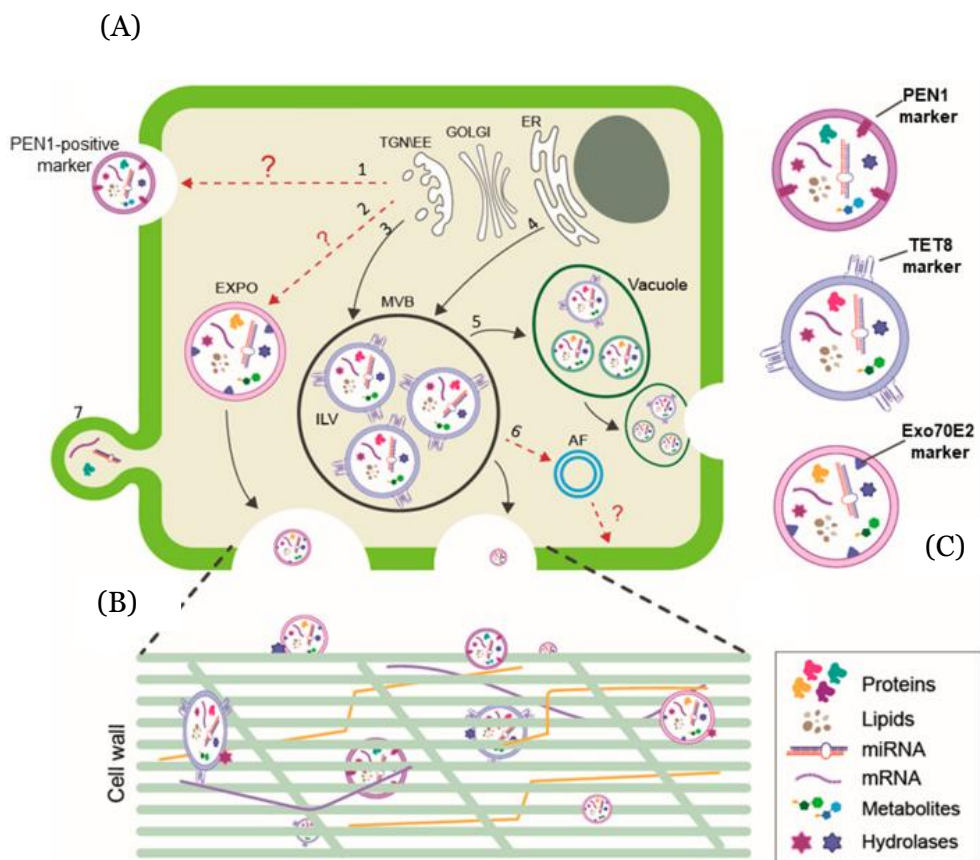 (A)
PEN1-positive
marker
?
1
TGN\EE
GOLGI
ER
2
?
3
4
EXPO
MVB
5
Vacuole
ILV
6
AF
?
7
PEN1
marker
TET8
marker
Exo70E2
marker
(C)
(B)
Cell wall
Proteins
Lipids
miRNA
mRNA
Metabolites
Hydrolases